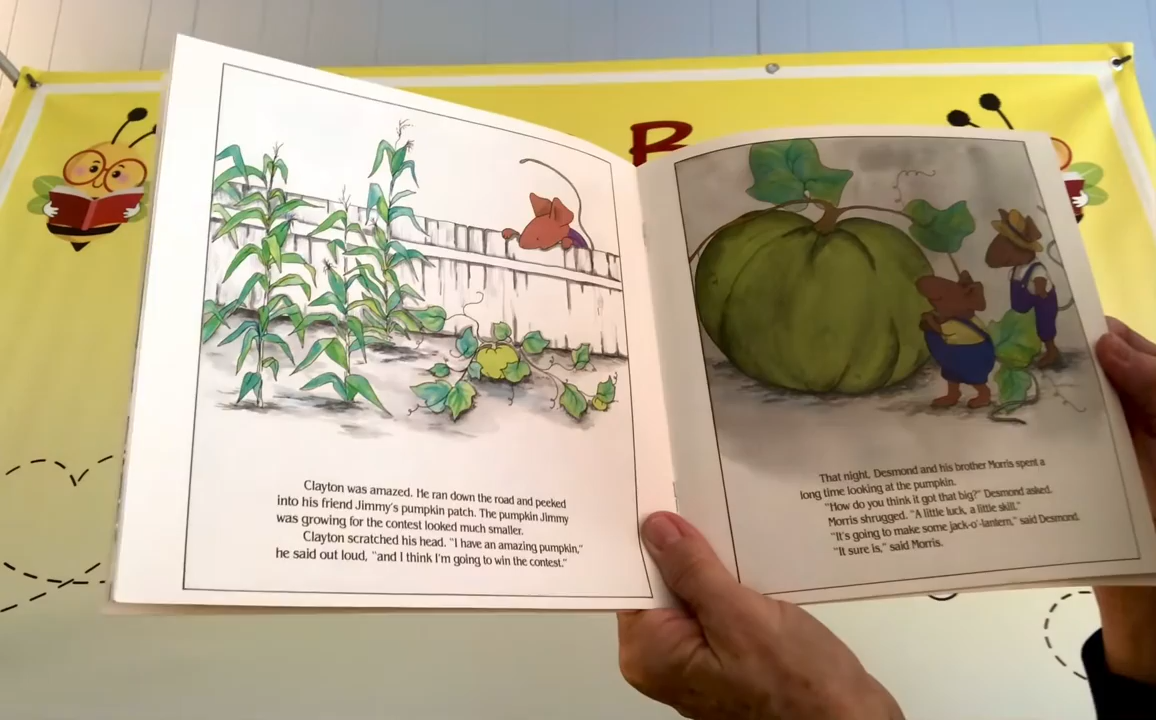 R
Clayton was amazed. He ran down the road and peeked
into his friend Jimmy's pumpkin patch. The pumpkin Jimmy
was growing for the contest looked much smaller.
Clayton scratched his head. "I have an amazing pumpkin,"
he said out loud, "and I think I'm going to win the contest."
That night, Desmond and his brother Morris spent a
long time looking at the pumpkin.
"How do you think it got that big?" Desmond asked.
Morris shrugged. "A little luck, a little skill."
"It's going to make some jack-o'-lantern," said Desmond.
"It sure is," said Morris.